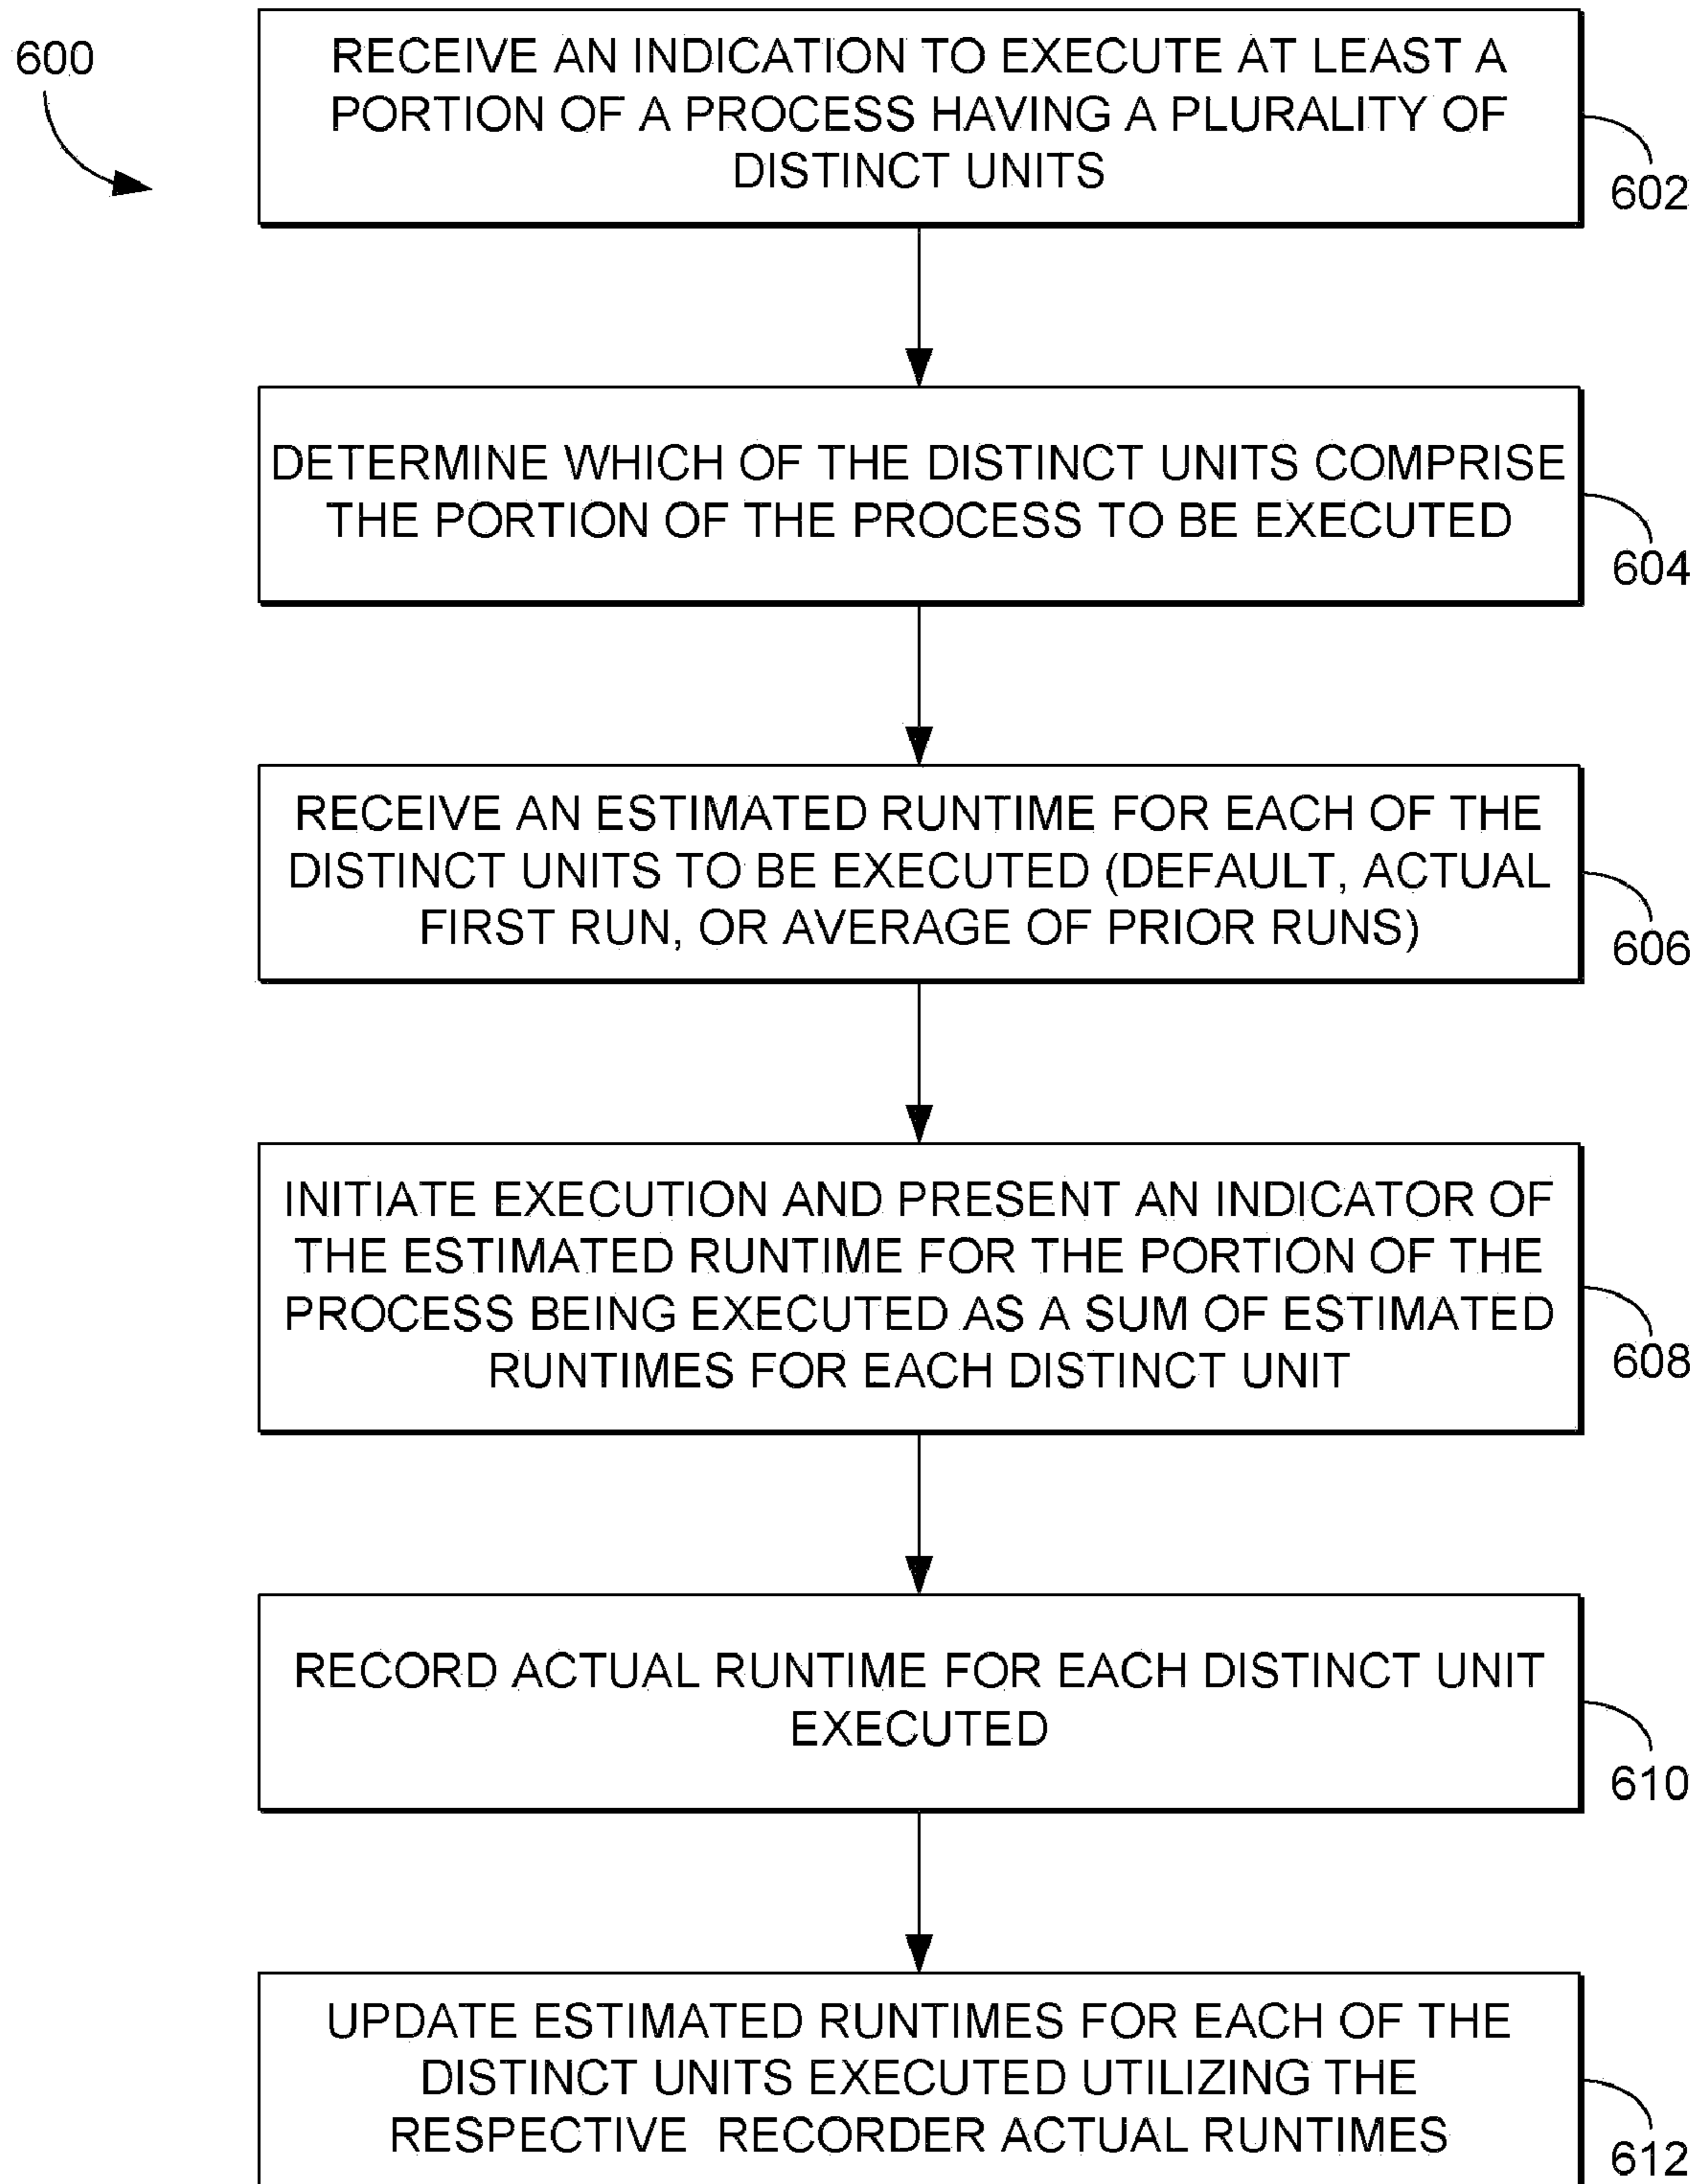 600
RECEIVE AN INDICATION TO EXECUTE AT LEAST A
PORTION OF A PROCESS HAVING A PLURALITY OF
DISTINCT UNITS
602
DETERMINE WHICH OF THE DISTINCT UNITS COMPRISE
THE PORTION OF THE PROCESS TO BE EXECUTED
604
RECEIVE AN ESTIMATED RUNTIME FOR EACH OF THE
DISTINCT UNITS TO BE EXECUTED (DEFAULT, ACTUAL
FIRST RUN, OR AVERAGE OF PRIOR RUNS)
606
INITIATE EXECUTION AND PRESENT AN INDICATOR OF
THE ESTIMATED RUNTIME FOR THE PORTION OF THE
PROCESS BEING EXECUTED AS A SUM OF ESTIMATED
RUNTIMES FOR EACH DISTINCT UNIT
608
RECORD ACTUAL RUNTIME FOR EACH DISTINCT UNIT
EXECUTED
610
UPDATE ESTIMATED RUNTIMES FOR EACH OF THE
DISTINCT UNITS EXECUTED UTILIZING THE
RESPECTIVE RECORDER ACTUAL RUNTIMES
612